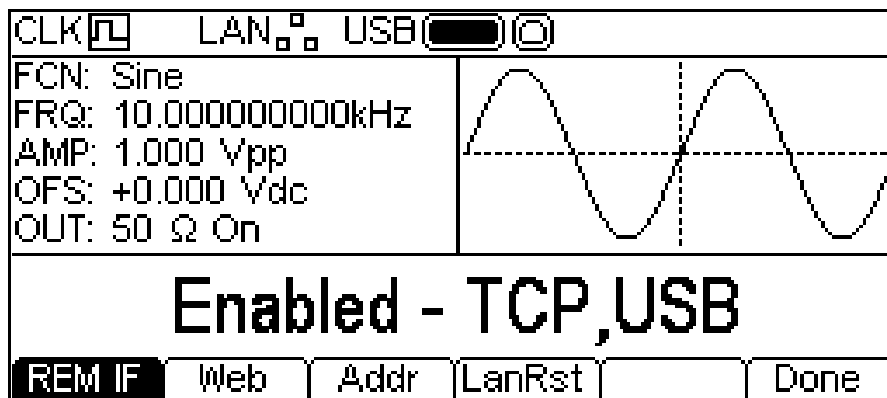 CLK LAN USB
FCN: Sine
FRQ: 10.000000000kHz
AMP: 1.000 Vpp
OFS: +0.000 Vdc
OUT: 50 Ω On
Enabled - TCP,USB
REM IF Web Addr LanRst Done